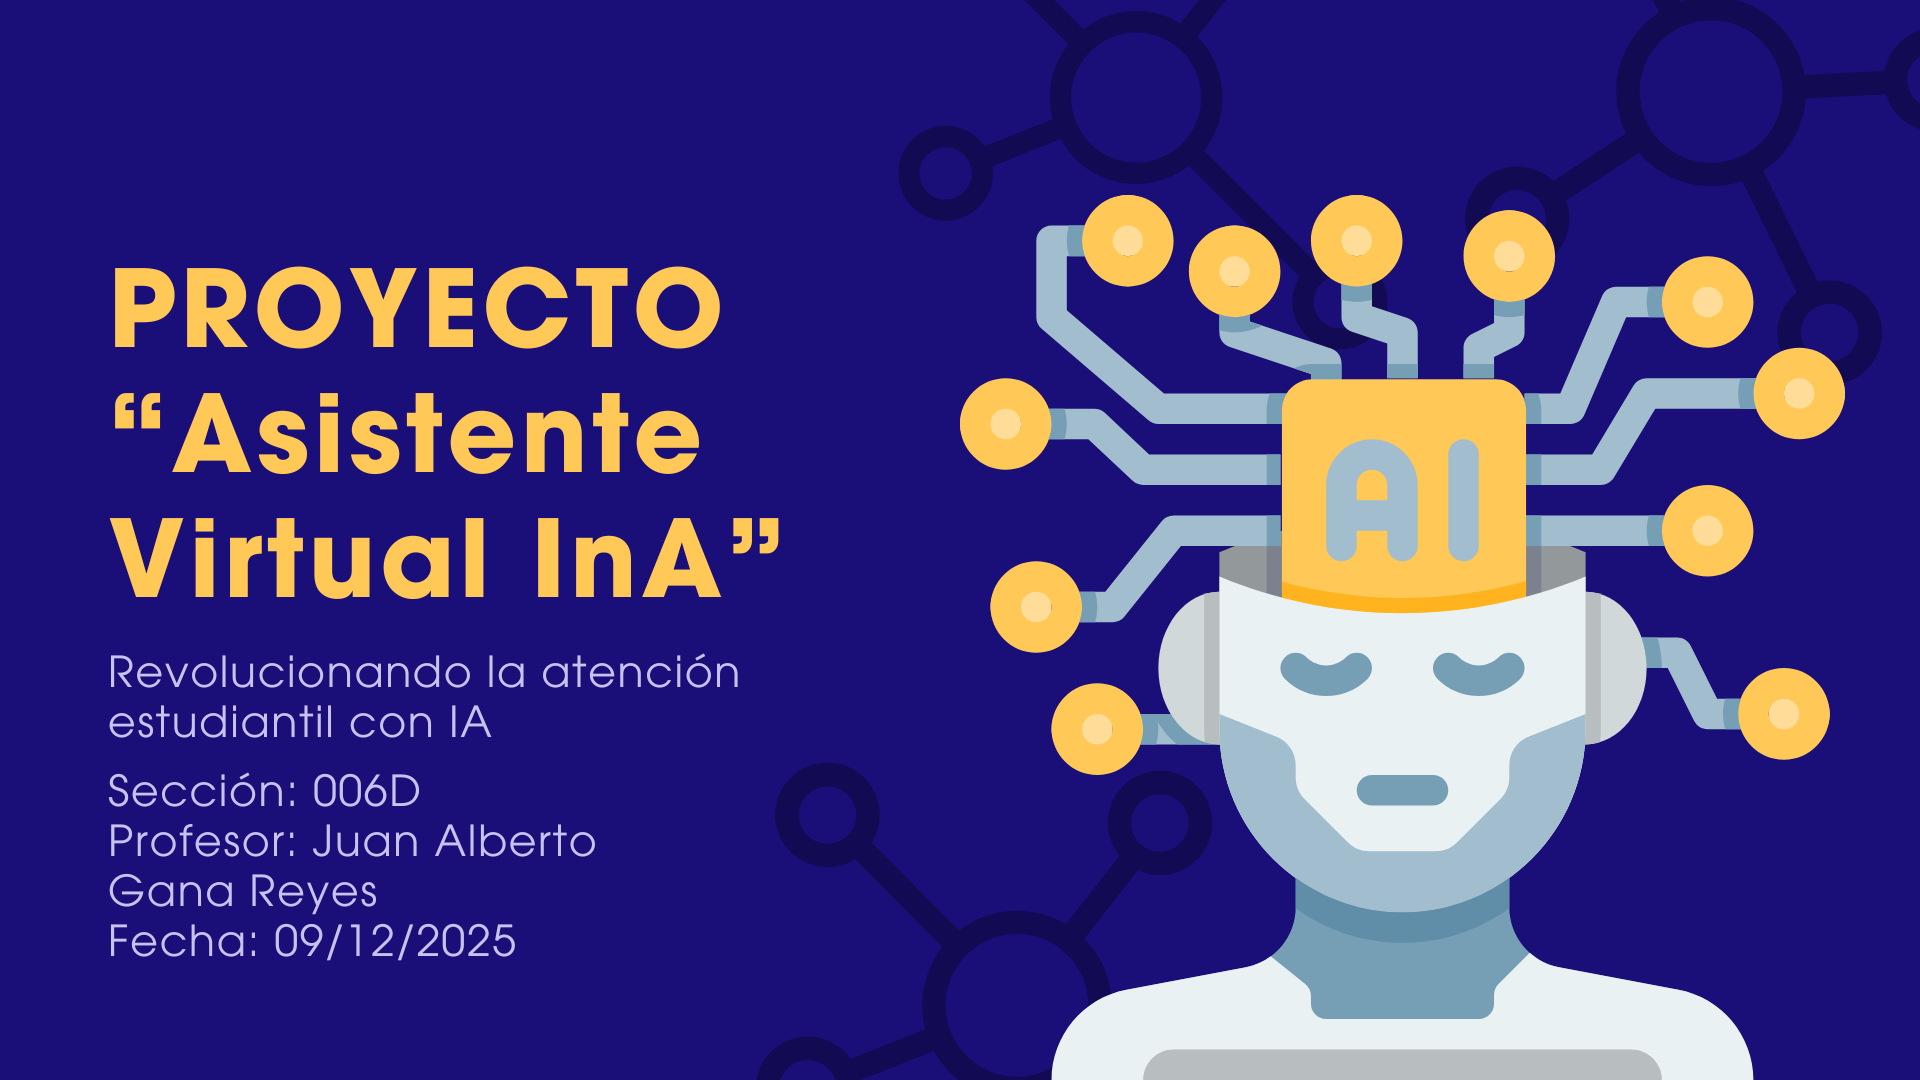 PROYECTO
“Asistente
Virtual InA”
Revolucionando la atención
estudiantil con IA
Sección: 006D
Profesor: Juan Alberto
Gana Reyes
Fecha: 09/12/2025
AI